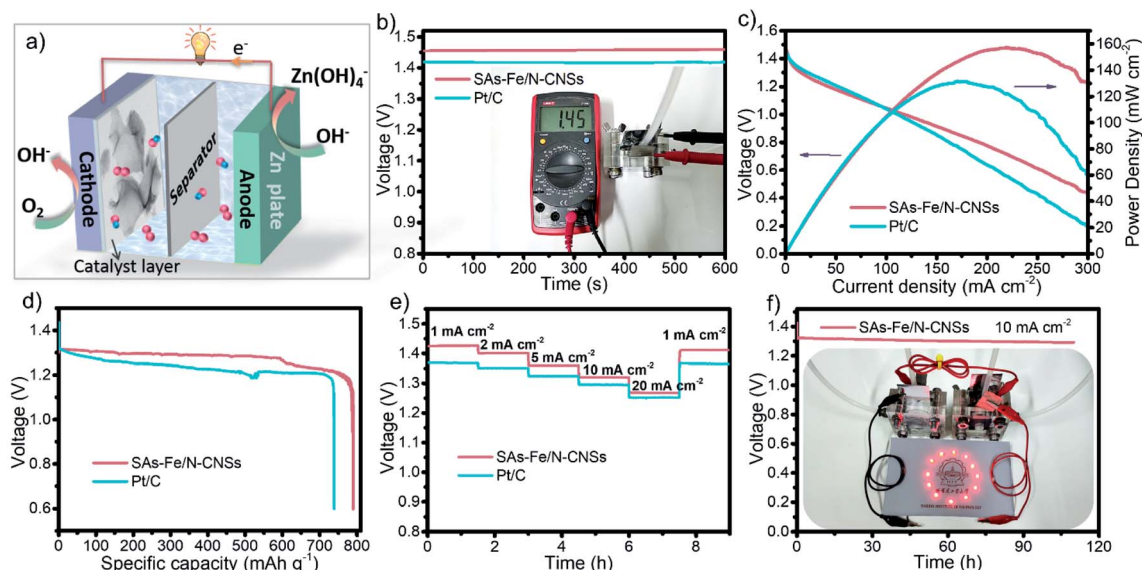 a)
e-
Zn(OH)4-
OH-
OH-
O2
Cathode
Separator
Anode
Zn plate
Catalyst layer
b)
1.5
1.4
1.3
1.2
1.1
1.0
0.9
0.8
Voltage (V)
SAs-Fe/N-CNSs
Pt/C
1.45
0 100 200 300 400 500 600
Time (s)
c)
1.6
1.4
1.2
1.0
0.8
0.6
0.4
0.2
0.0
Voltage (V)
SAs-Fe/N-CNSs
Pt/C
160
140
120
100
80
60
40
20
0
Power Density (mW cm-2)
0 50 100 150 200 250 300
Current density (mA cm-2)
d)
1.4
1.2
1.0
0.8
0.6
Voltage (V)
SAs-Fe/N-CNSs
Pt/C
0 100 200 300 400 500 600 700 800
Specific capacity (mAh g-1)
e)
1.5
1.4
1.3
1.2
1.1
1.0
0.9
0.8
Voltage (V)
1 mA cm-2
2 mA cm-2
5 mA cm-2
10 mA cm-2
20 mA cm-2
1 mA cm-2
SAs-Fe/N-CNSs
Pt/C
0 2 4 6 8
Time (h)
f)
1.4
1.2
1.0
0.8
0.6
0.4
0.2
0.0
Voltage (V)
SAs-Fe/N-CNSs 10 mA cm-2
INSTITUTE OF TECHNOLOGY
0 30 60 90 120
Time (h)